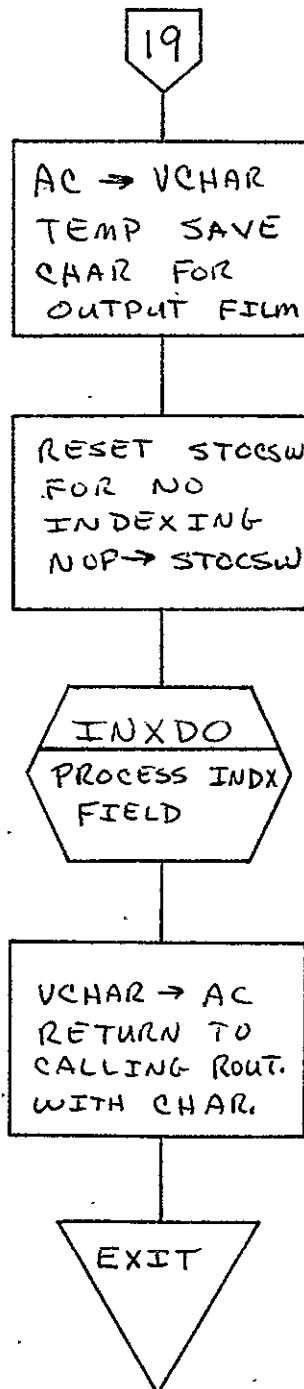 19
AC → VCHAR
TEMP SAVE
CHAR FOR
OUTPUT FILM
RESET STOCSW
FOR NO
INDEXING
NOP → STOCSW
INXDO
PROCESS INDX
FIELD
VCHAR → AC
RETURN TO
CALLING ROUT.
WITH CHAR.
EXIT